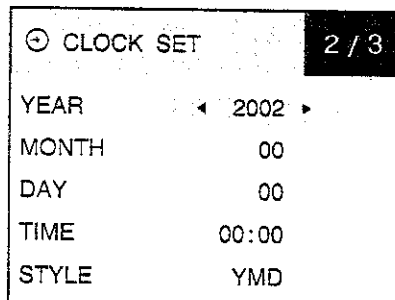 CLOCK SET 2 / 3
YEAR ◂ 2002 ▸
MONTH 00
DAY 00
TIME 00:00
STYLE YMD